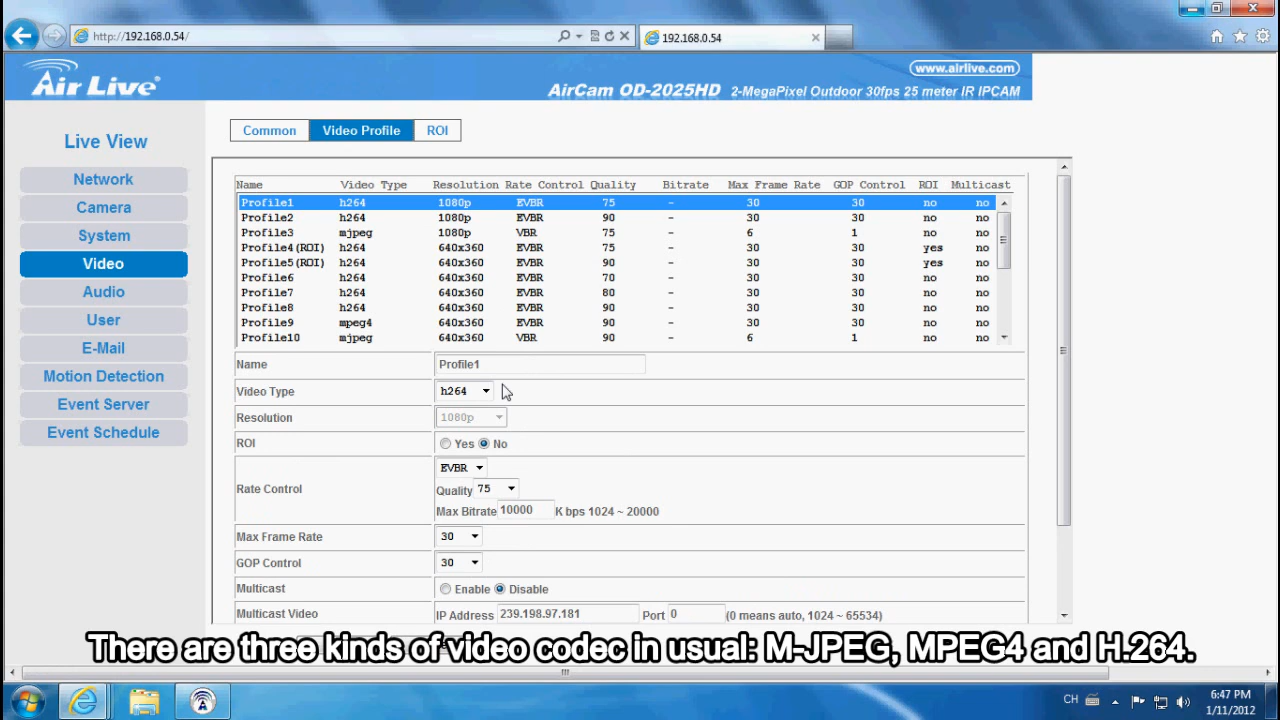 http://192.168.0.54/
192.168.0.54
Air Live®
www.airlive.com
AirCam OD-2025HD 2-MegaPixel Outdoor 30fps 25 meter IR IPCAM
Live View
Network
Camera
System
Video
Audio
User
E-Mail
Motion Detection
Event Server
Event Schedule
Common Video Profile ROI
Name Video Type Resolution Rate Control Quality Bitrate Max Frame Rate GOP Control ROI Multicast
Profile1 h264 1080p EVBR 75 - 30 30 no no
Profile2 h264 1080p EVBR 90 - 30 30 no no
Profile3 mjpeg 1080p VBR 75 - 6 1 no no
Profile4(ROI) h264 640x360 EVBR 75 - 30 30 yes no
Profile5(ROI) h264 640x360 EVBR 90 - 30 30 yes no
Profile6 h264 640x360 EVBR 70 - 30 30 no no
Profile7 h264 640x360 EVBR 80 - 30 30 no no
Profile8 h264 640x360 EVBR 90 - 30 30 no no
Profile9 mpeg4 640x360 EVBR 90 - 30 30 no no
Profile10 mjpeg 640x360 VBR 90 - 6 1 no no
Name Profile1
Video Type h264
Resolution 1080p
ROI Yes No
Rate Control EVBR
Quality 75
Max Bitrate 10000 K bps 1024 ~ 20000
Max Frame Rate 30
GOP Control 30
Multicast Enable Disable
Multicast Video IP Address 239.198.97.181 Port 0 (0 means auto, 1024 ~ 65534)
There are three kinds of video codec in usual: M-JPEG, MPEG4 and H.264.
CH
6:47 PM
1/11/2012